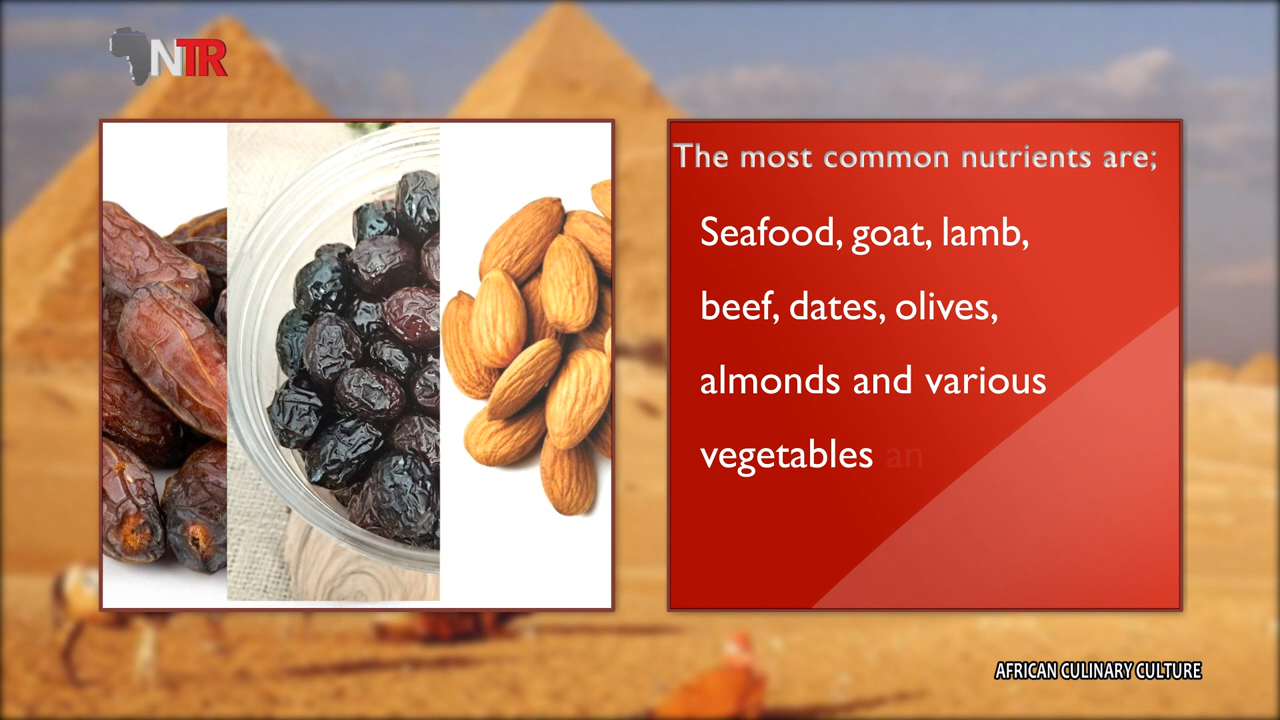 NTR
The most common nutrients are;
Seafood, goat, lamb,
beef, dates, olives,
almonds and various
vegetables an
AFRICAN CULINARY CULTURE